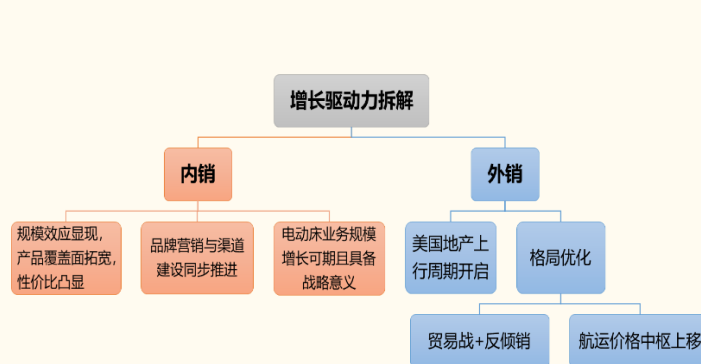 增长驱动力拆解
内销
外销
规模效应显现，
产品覆盖面拓宽，
性价比凸显
品牌营销与渠道
建设同步推进
电动床业务规模
增长可期且具备
战略意义
美国地产上
行周期开启
格局优化
贸易战+反倾销
航运价格中枢上移